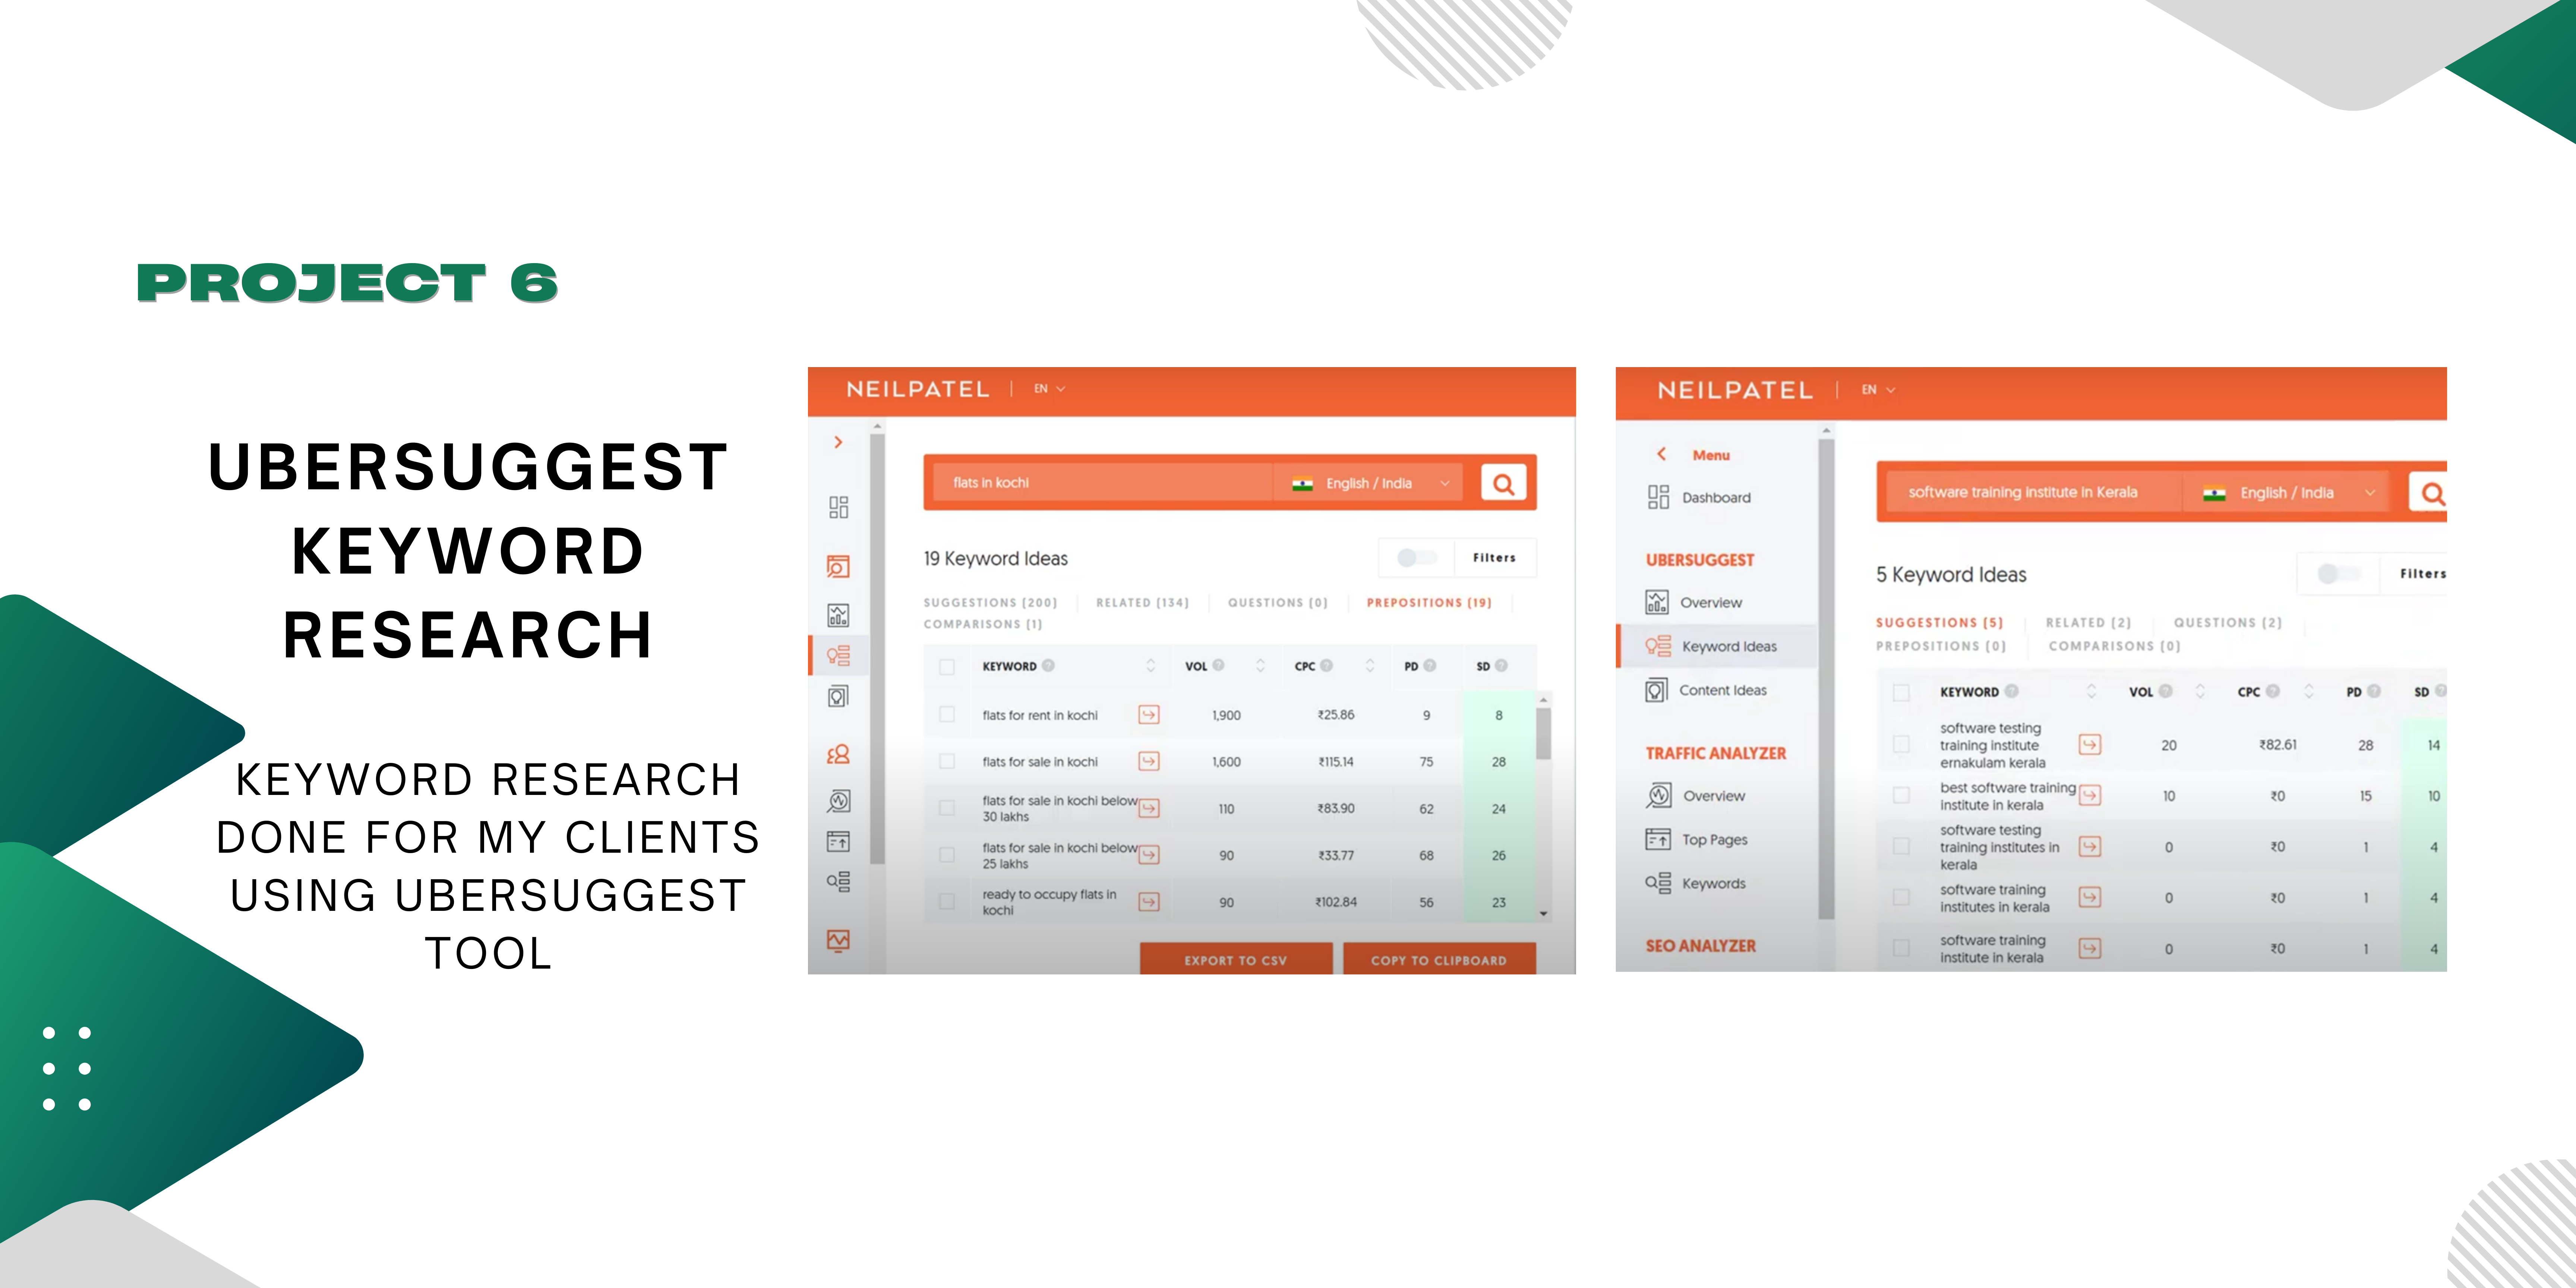 PROJECT 6
UBERSUGGEST
KEYWORD
RESEARCH
KEYWORD RESEARCH
DONE FOR MY CLIENTS
USING UBERSUGGEST
TOOL
NEILPATEL EN
flats in kochi English / India
19 Keyword Ideas Filters
SUGGESTIONS (200) RELATED (134) QUESTIONS (0) PREPOSITIONS (19)
COMPARISONS (1)
KEYWORD ? VOL ? CPC ? PD ? SD ?
flats for rent in kochi 1,900 ₹25.86 9 8
flats for sale in kochi 1,600 ₹115.14 75 28
flats for sale in kochi below
30 lakhs 110 ₹83.90 62 24
flats for sale in kochi below
25 lakhs 90 ₹33.77 68 26
ready to occupy flats in
kochi 90 ₹102.84 56 23
EXPORT TO CSV COPY TO CLIPBOARD
NEILPATEL EN
Menu
Dashboard
UBERSUGGEST
Overview
Keyword Ideas
Content Ideas
TRAFFIC ANALYZER
Overview
Top Pages
Keywords
SEO ANALYZER
software training institute in Kerala English / India
5 Keyword Ideas Filters
SUGGESTIONS (5) RELATED (2) QUESTIONS (2)
PREPOSITIONS (0) COMPARISONS (0)
KEYWORD ? VOL ? CPC ? PD ? SD ?
software testing
training institute 20 ₹82.61 28 14
ernakulam kerala
best software training
institute in kerala 10 ₹0 15 10
software testing
training institutes in 0 ₹0 1 4
kerala
software training
institutes in kerala 0 ₹0 1 4
software training
institute in kerala 0 ₹0 1 4